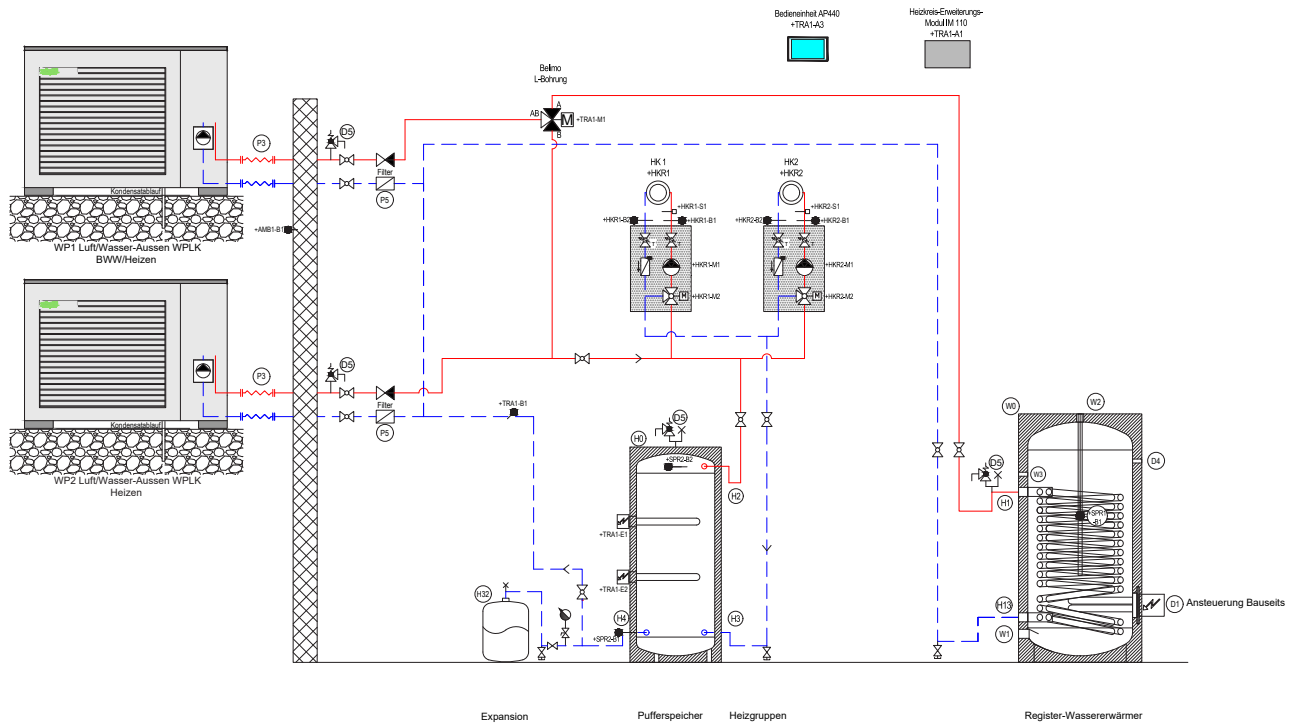 Bedieneinheit AP440
+TRA1-A3
Heizkreis-Erweiterungs-
Modul IM 110
+TRA1-A1
Belimo
L-Bohrung
A
AB
M
+TRA1-M1
B
P3
D5
Filter
P5
Kondensatablauf
+AMB1-B1
WP1 Luft/Wasser-Aussen WPLK
BWW/Heizen
HK 1
+HKR1
+HKR1-S1
+HKR1-B2
+HKR1-B1
T
T
+HKR1-M1
M
+HKR1-M2
HK2
+HKR2
+HKR2-S1
+HKR2-B2
+HKR2-B1
T
T
+HKR2-M1
M
+HKR2-M2
P3
D5
Filter
P5
Kondensatablauf
WP2 Luft/Wasser-Aussen WPLK
Heizen
+TRA1-B1
D5
H0
+SPR2-B2
H2
+TRA1-E1
+TRA1-E2
H32
H4
+SPR2-B1
H3
W0
W2
D5
W3
D4
H1
+SPR1
-B1
H13
D1
Ansteuerung Bauseits
W1
Expansion
Pufferspeicher
Heizgruppen
Register-Wassererwärmer